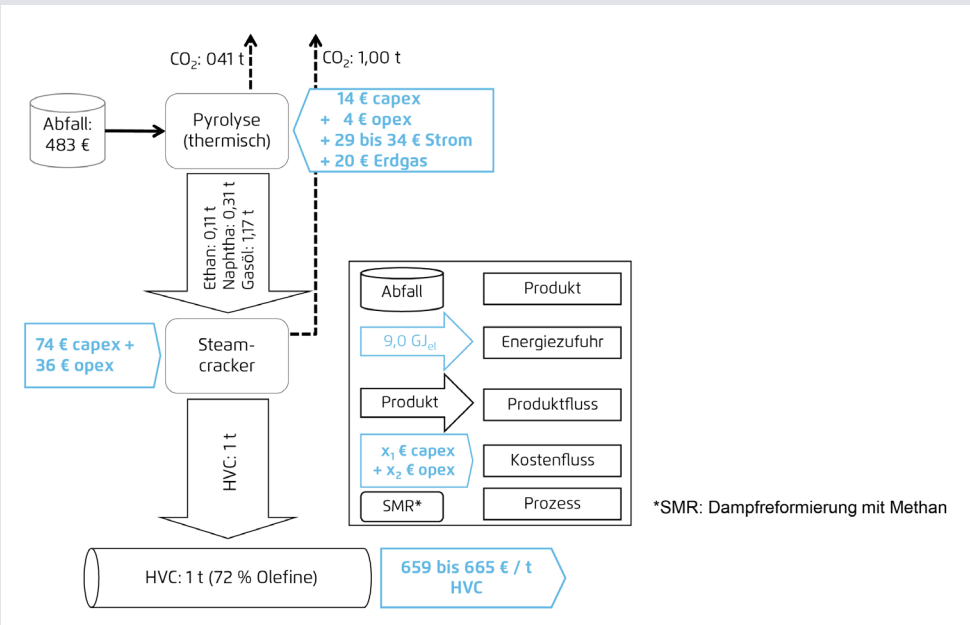 CO₂: 041 t
CO₂: 1,00 t
Abfall:
483 €
Pyrolyse
(thermisch)
14 € capex
+ 4 € opex
+ 29 bis 34 € Strom
+ 20 € Erdgas
Ethan: 0,11 t
Naphtha: 0,31 t
Gasöl: 1,17 t
74 € capex +
36 € opex
Steam-
cracker
HVC: 1 t
HVC: 1 t (72 % Olefine)
659 bis 665 € / t
HVC
Abfall
Produkt
9,0 GJₑₗ
Energiezufuhr
Produkt
Produktfluss
x₁ € capex
+ x₂ € opex
Kostenfluss
SMR*
Prozess
*SMR: Dampfreformierung mit Methan